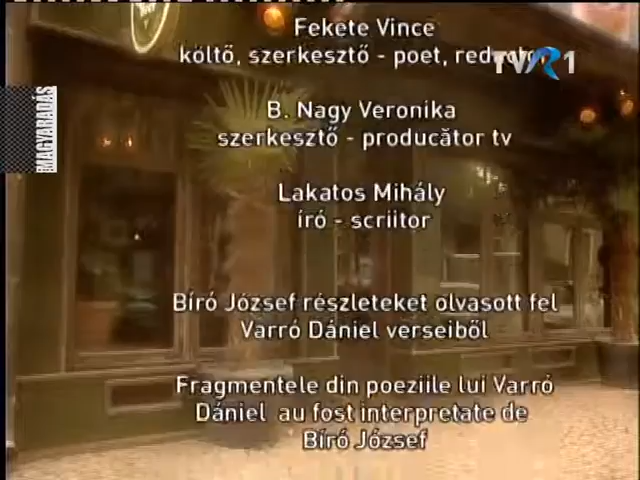 Fekete Vince
költő, szerkesztő - poet, redactor
TVR1
B. Nagy Veronika
szerkesztő - producător tv
MAGYARADÁS
Lakatos Mihály
író - scriitor
Bíró József részleteket olvasott fel
Varró Dániel verseiből
Fragmentele din poeziile lui Varró
Dániel au fost interpretate de
Bíró József